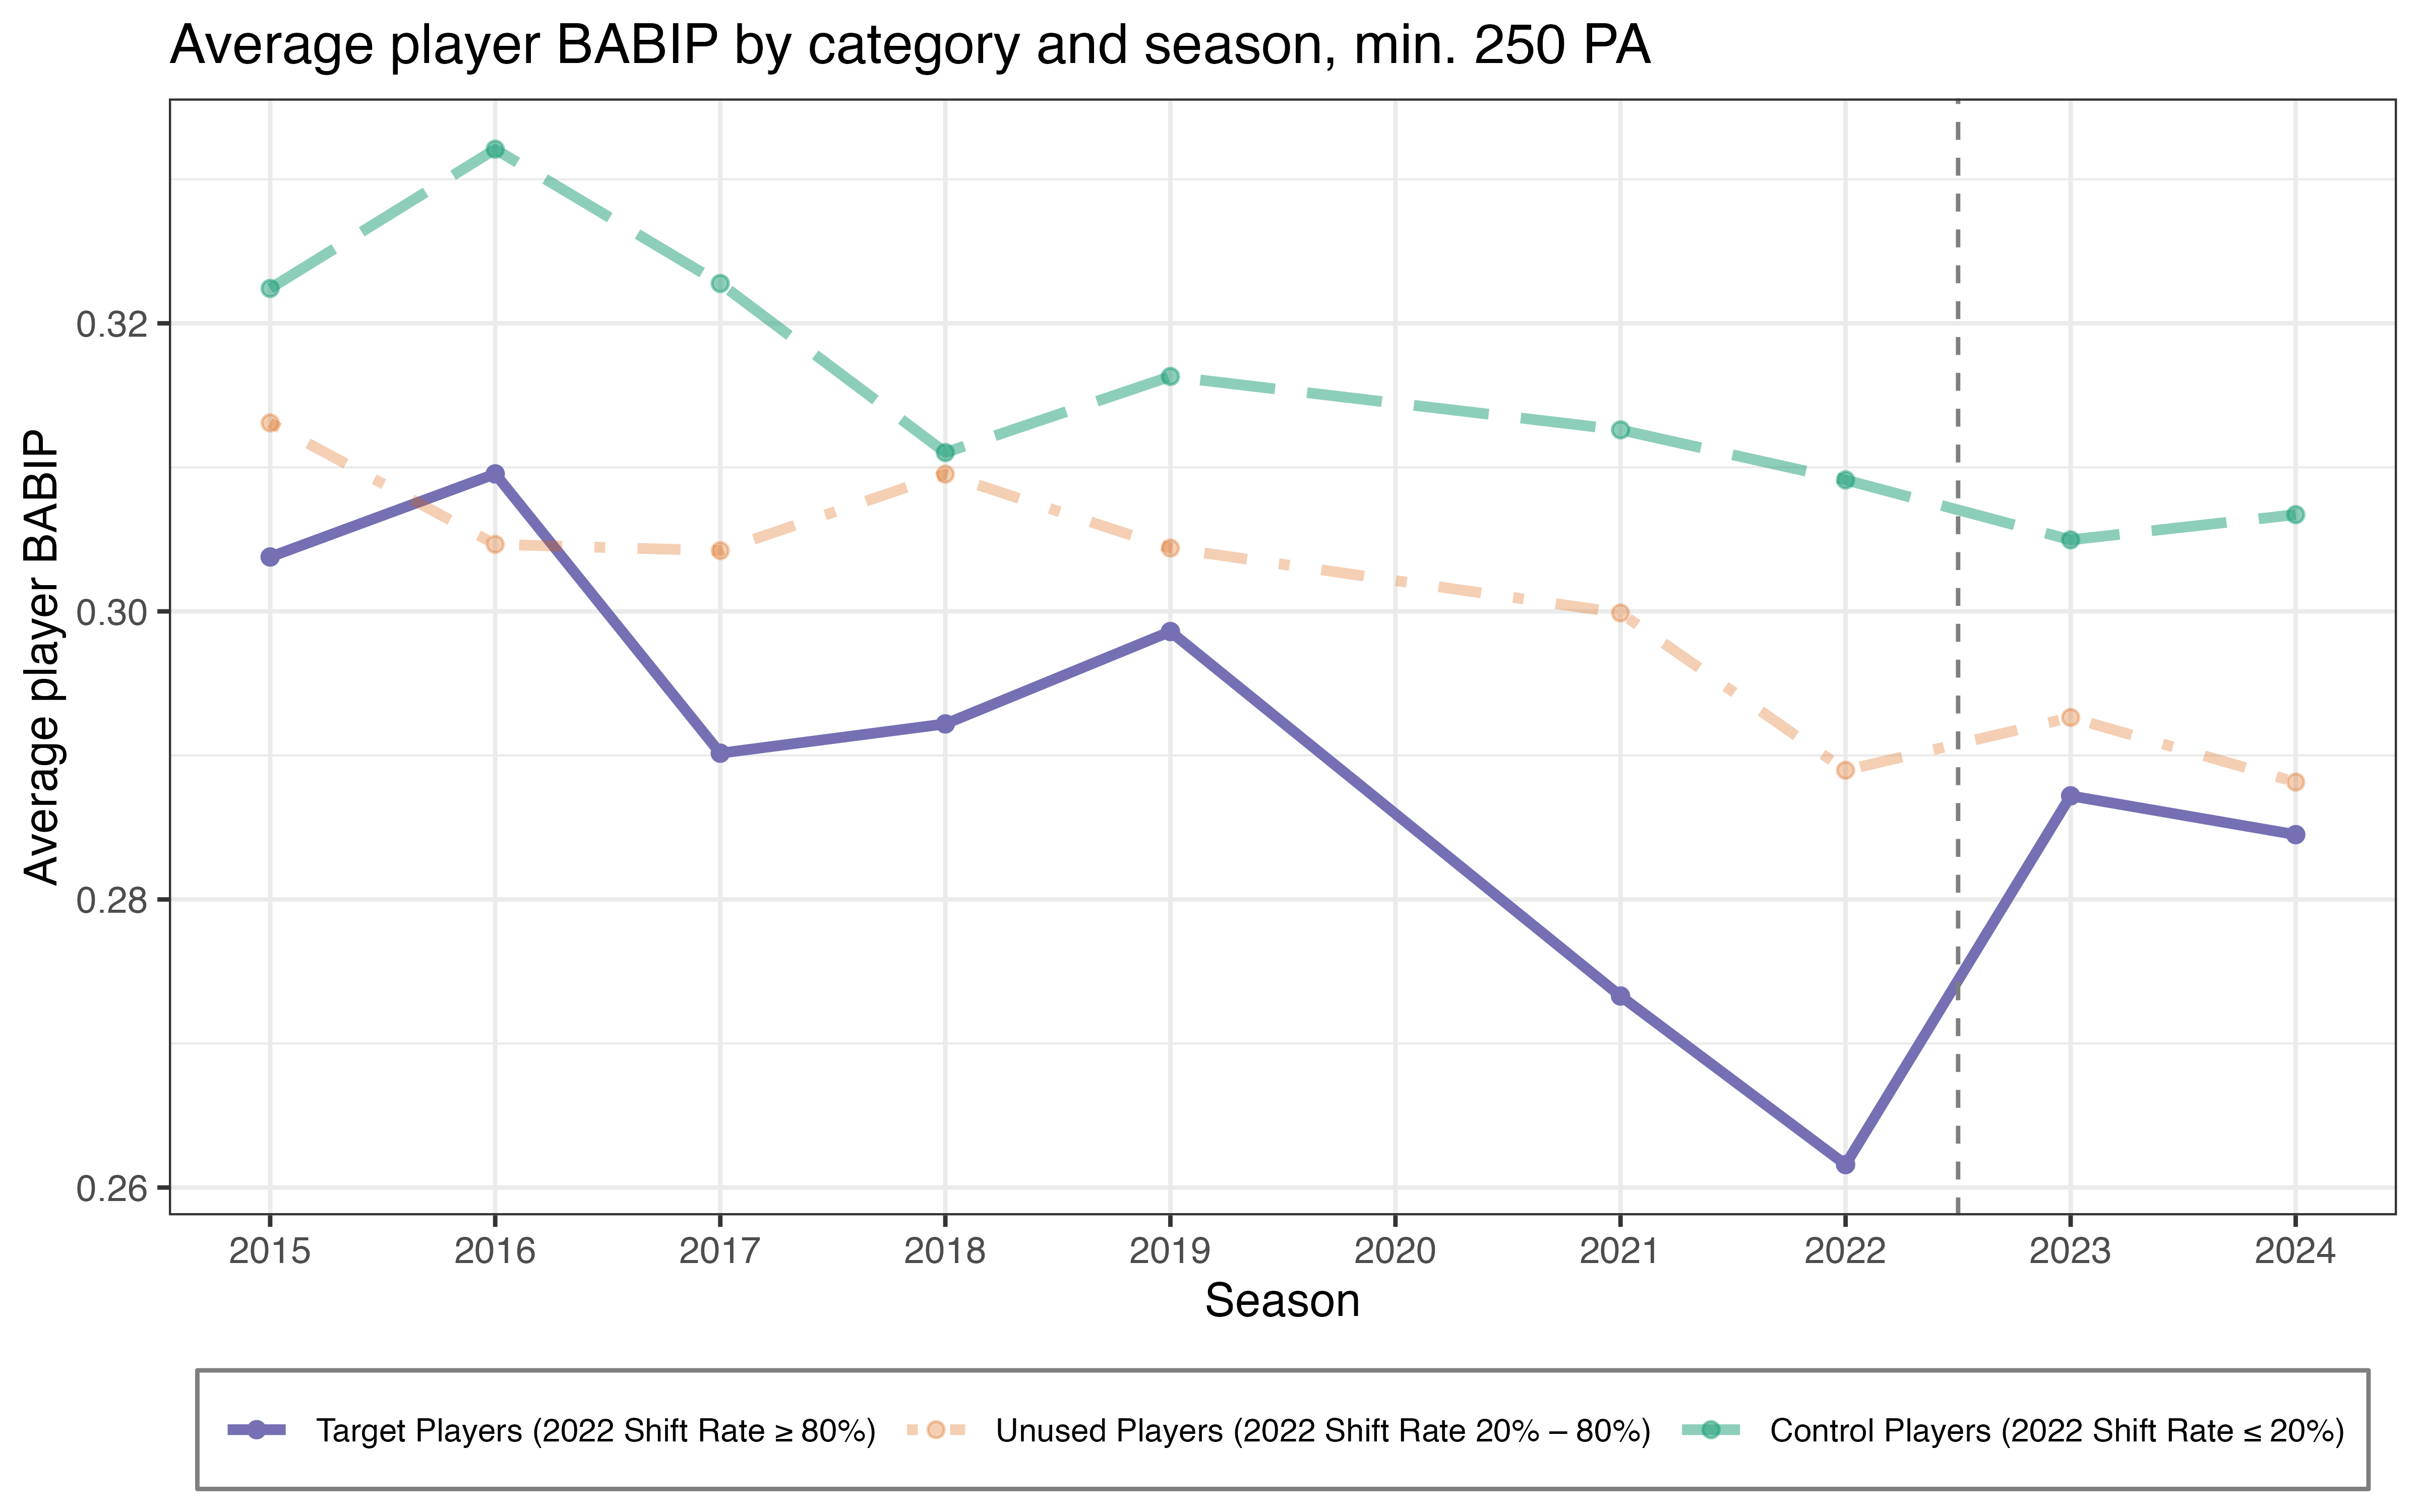 Average player BABIP by category and season, min. 250 PA
Average player BABIP
0.32
0.30
0.28
0.26
2015 2016 2017 2018 2019 2020 2021 2022 2023 2024
Season
Target Players (2022 Shift Rate ≥ 80%) Unused Players (2022 Shift Rate 20% – 80%) Control Players (2022 Shift Rate ≤ 20%)